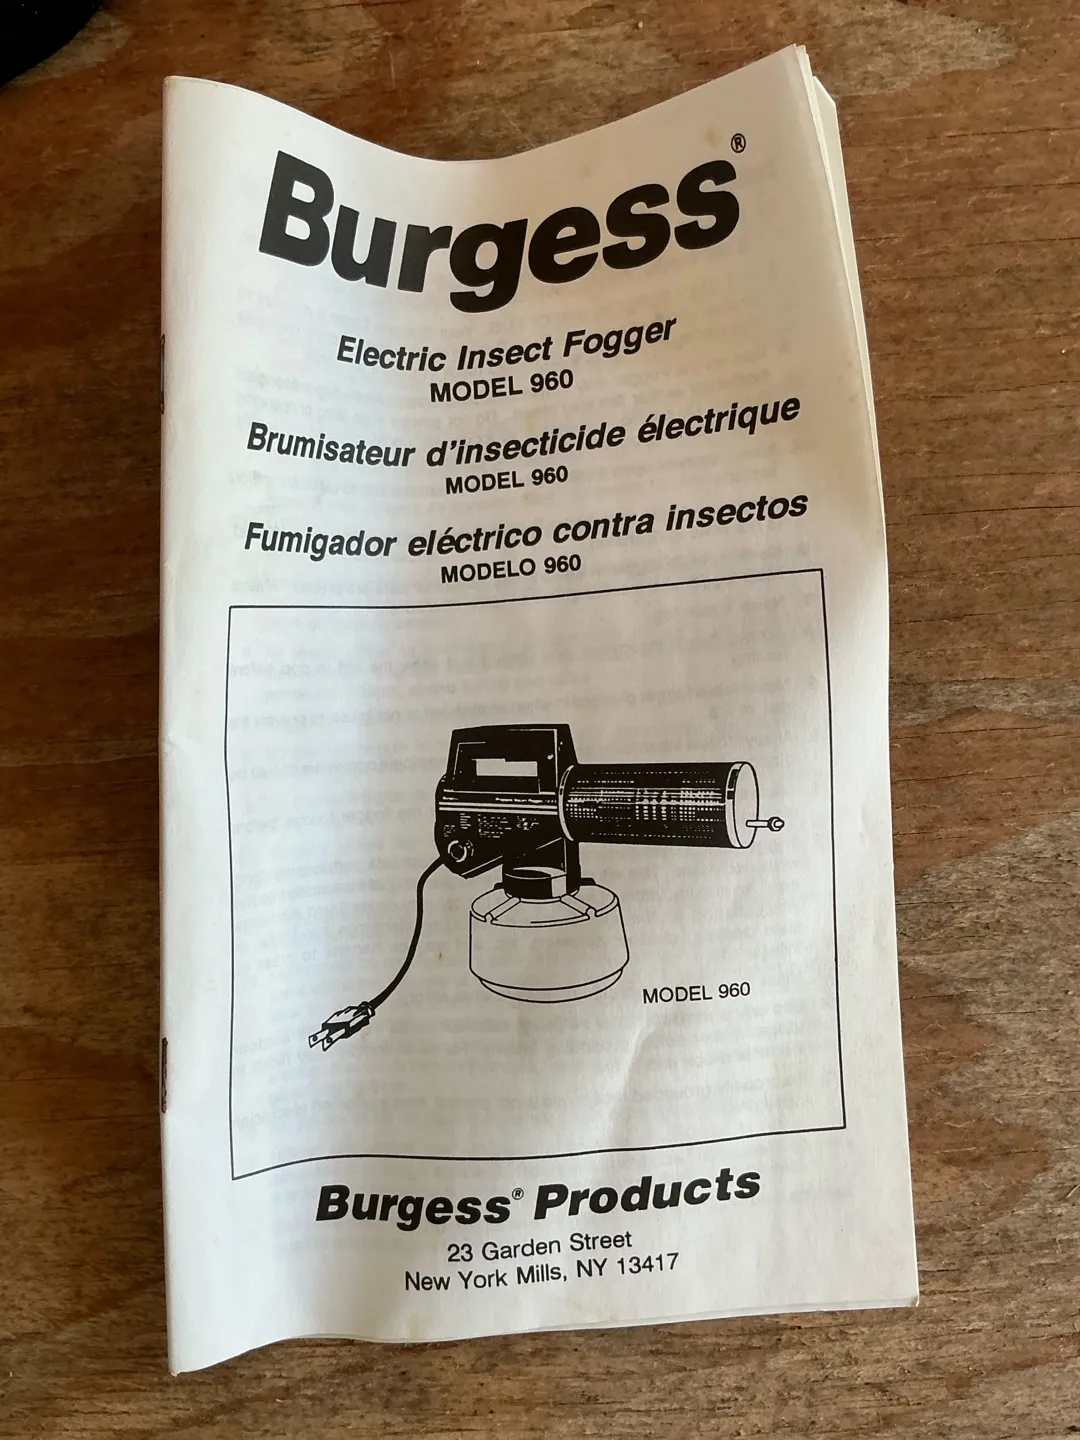 Burgess®
Electric Insect Fogger
MODEL 960
Brumisateur d'insecticide électrique
MODEL 960
Fumigador eléctrico contra insectos
MODELO 960
MODEL 960
Burgess® Products
23 Garden Street
New York Mills, NY 13417